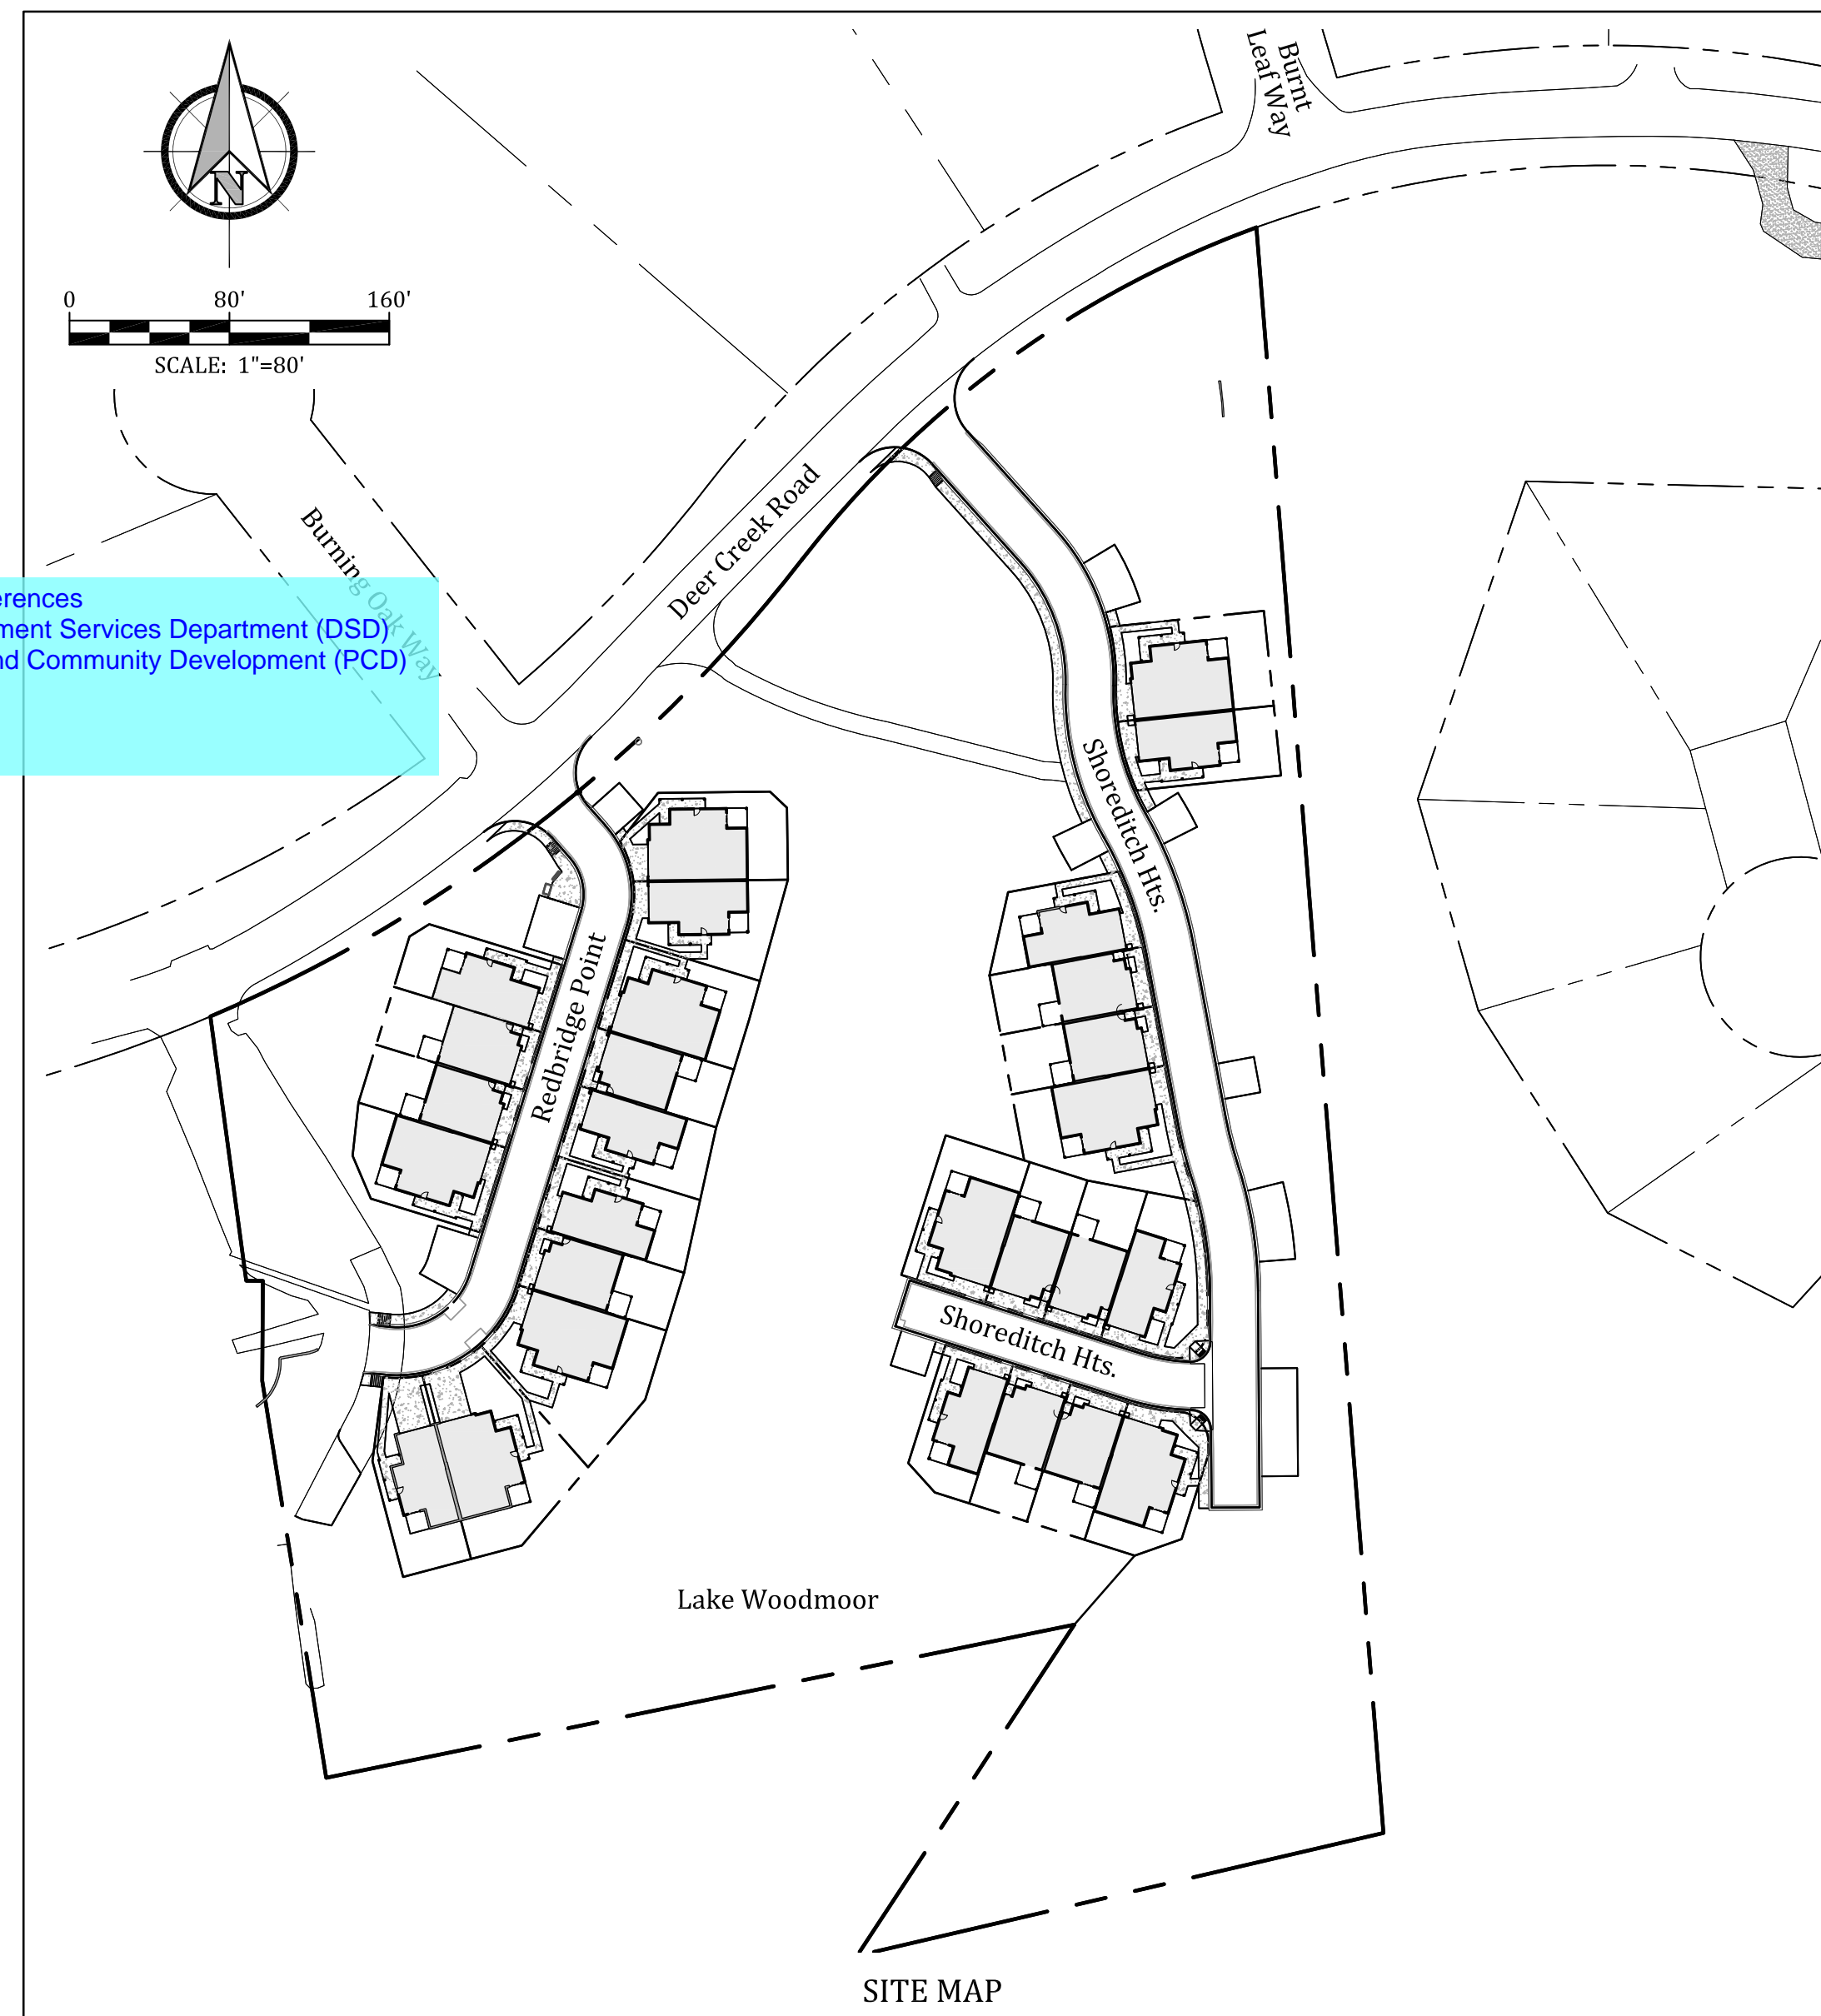 Burnt
Leaf Way
N
0 80' 160'
SCALE: 1"=80'
Deer Creek Road
Burning Oak Way
erences
ment Services Department (DSD)
nd Community Development (PCD)
Shoreditch Hts.
Redbridge Point
Shoreditch Hts.
Lake Woodmoor
SITE MAP